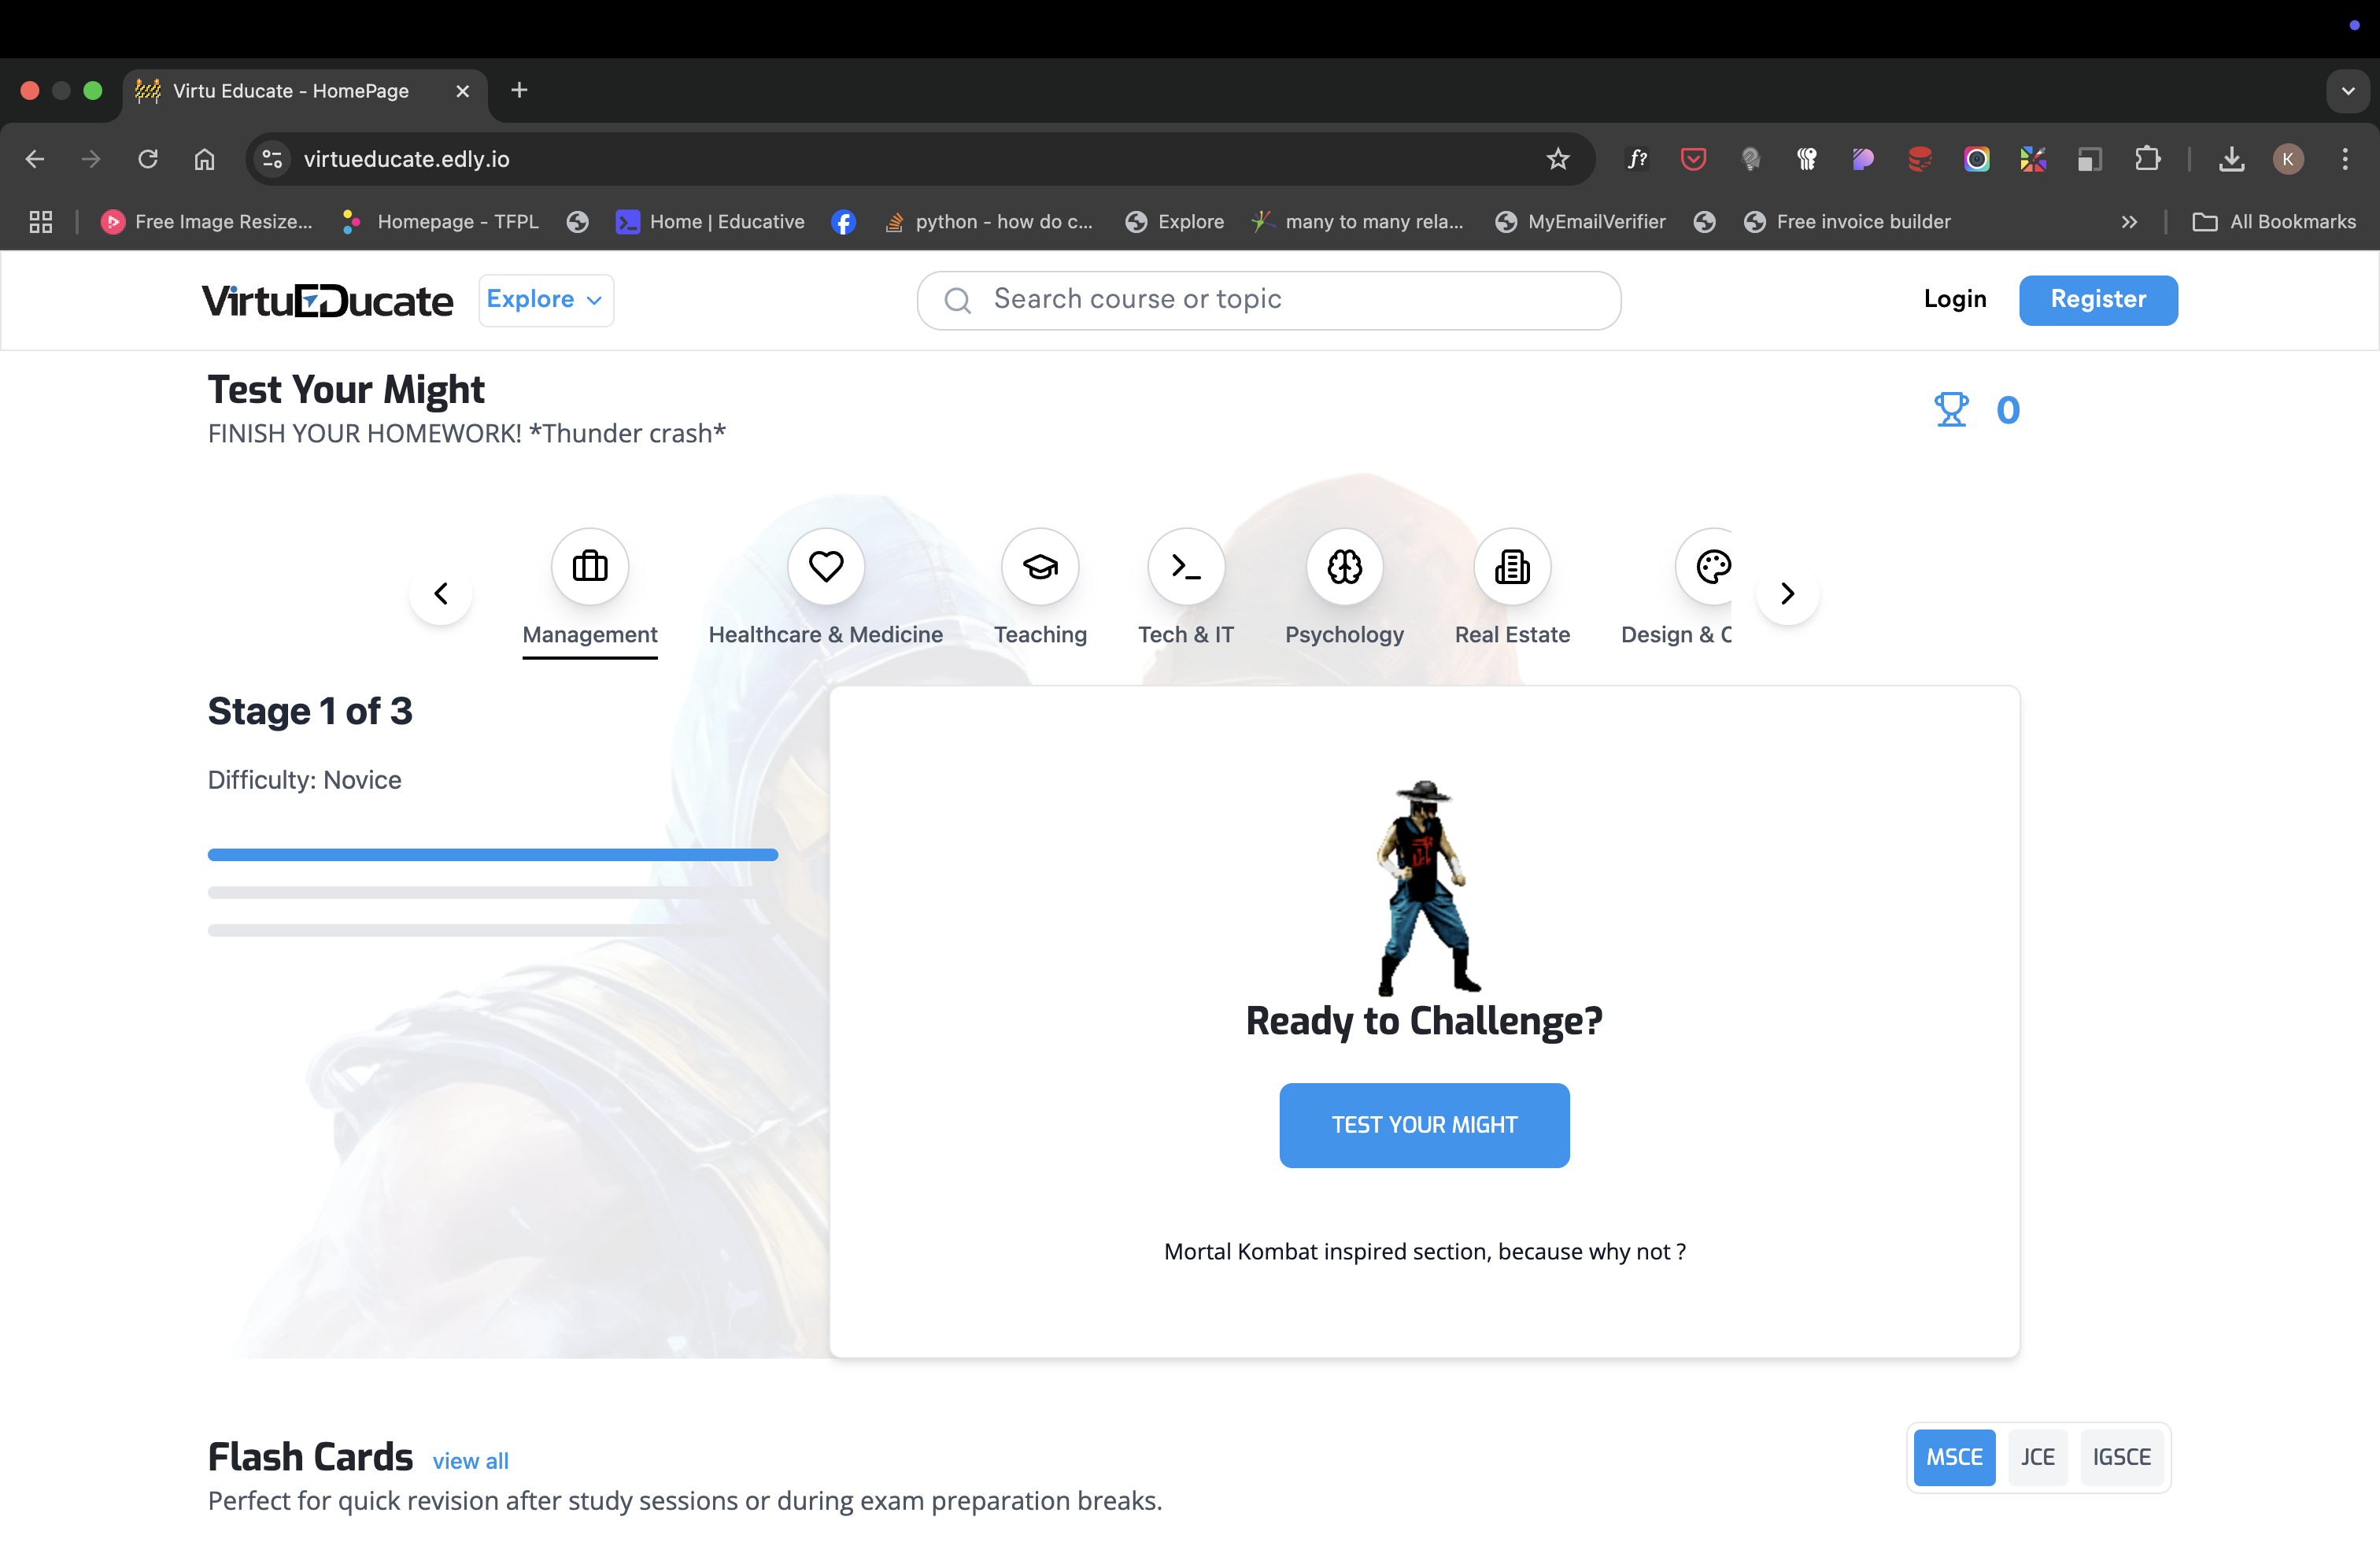 Virtu Educate - HomePage
virtueducate.edly.io
f?
K
Free Image Resize...
Homepage - TFPL
Home | Educative
python - how do c...
Explore
many to many rela...
MyEmailVerifier
Free invoice builder
All Bookmarks
VirtuEDucate
Explore
Search course or topic
Login
Register
Test Your Might
FINISH YOUR HOMEWORK! *Thunder crash*
0
Management
Healthcare & Medicine
Teaching
Tech & IT
Psychology
Real Estate
Design & C
Stage 1 of 3
Difficulty: Novice
Ready to Challenge?
TEST YOUR MIGHT
Mortal Kombat inspired section, because why not ?
Flash Cards
view all
MSCE
JCE
IGSCE
Perfect for quick revision after study sessions or during exam preparation breaks.